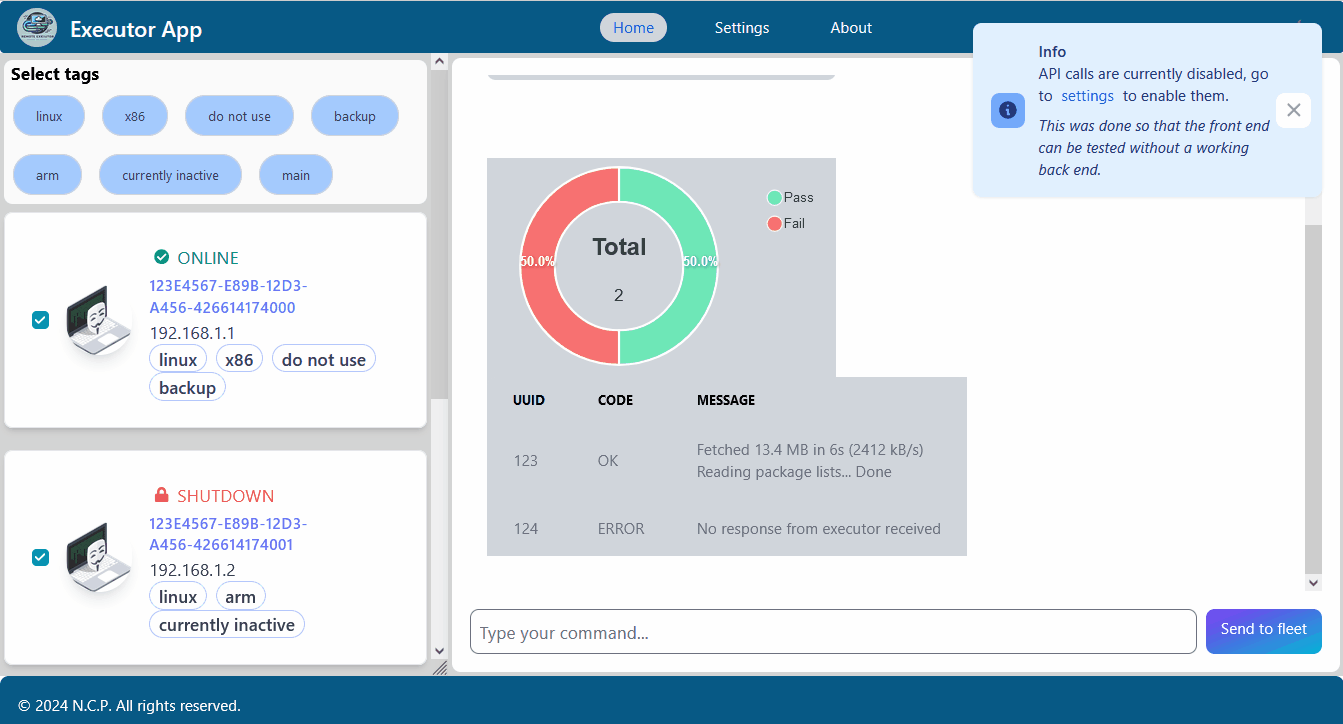 Executor App
Home
Settings
About
Info
API calls are currently disabled, go
to settings to enable them.
This was done so that the front end
can be tested without a working
back end.
Select tags
linux
x86
do not use
backup
arm
currently inactive
main
ONLINE
123E4567-E89B-12D3-
A456-426614174000
192.168.1.1
linux
x86
do not use
backup
SHUTDOWN
123E4567-E89B-12D3-
A456-426614174001
192.168.1.2
linux
arm
currently inactive
Pass
Fail
Total
50.0%
50.0%
2
UUID CODE MESSAGE
123 OK Fetched 13.4 MB in 6s (2412 kB/s)
Reading package lists... Done
124 ERROR No response from executor received
Type your command...
Send to fleet
© 2024 N.C.P. All rights reserved.